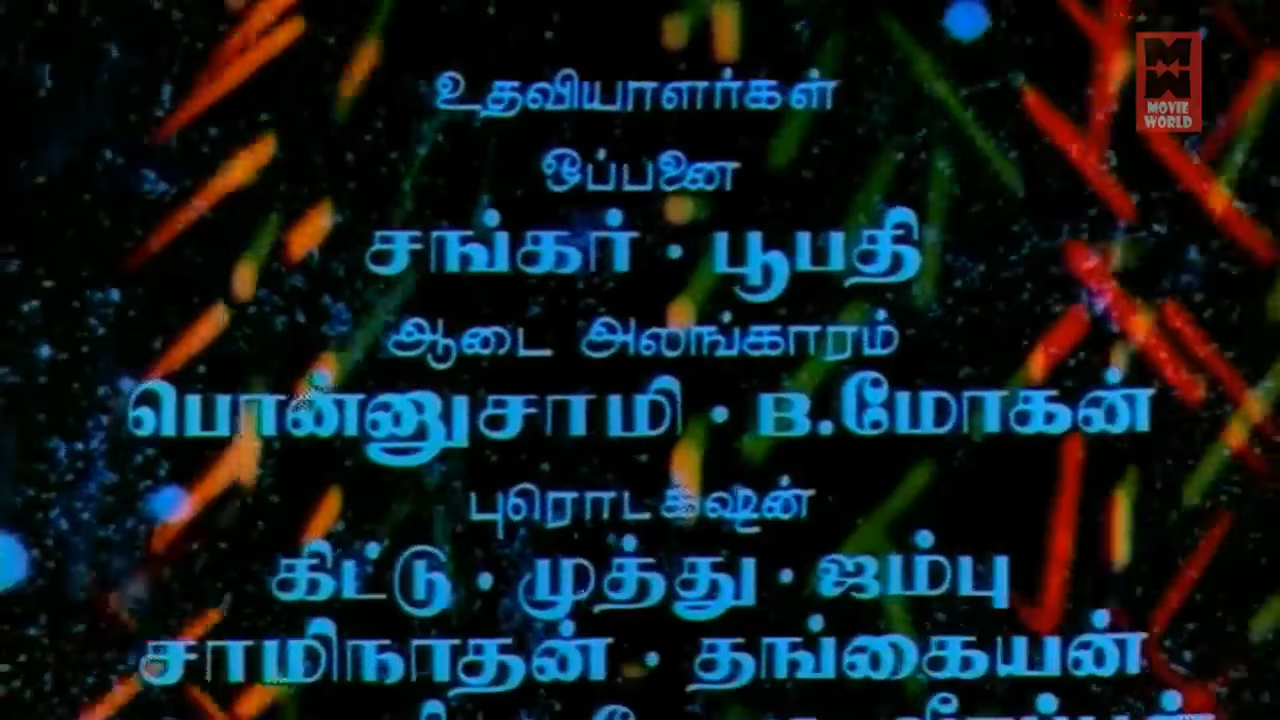 உதவியாளர்கள்
ஒப்பனை
சங்கர் · பூபதி
ஆடை அலங்காரம்
பொன்னுசாமி · B.மோகன்
புரொடக்ஷன்
கிட்டு · முத்து · ஜம்பு
சாமிநாதன் · தங்கையன்
MOVIE
WORLD